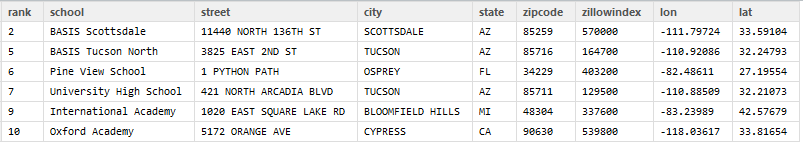 rank school street city state zipcode zillowindex lon lat
2 BASIS Scottsdale 11440 NORTH 136TH ST SCOTTSDALE AZ 85259 570000 -111.79724 33.59104
5 BASIS Tucson North 3825 EAST 2ND ST TUCSON AZ 85716 164700 -110.92086 32.24793
6 Pine View School 1 PYTHON PATH OSPREY FL 34229 403200 -82.48611 27.19554
7 University High School 421 NORTH ARCADIA BLVD TUCSON AZ 85711 129500 -110.88509 32.21073
9 International Academy 1020 EAST SQUARE LAKE RD BLOOMFIELD HILLS MI 48304 337600 -83.23989 42.57679
10 Oxford Academy 5172 ORANGE AVE CYPRESS CA 90630 539800 -118.03617 33.81654